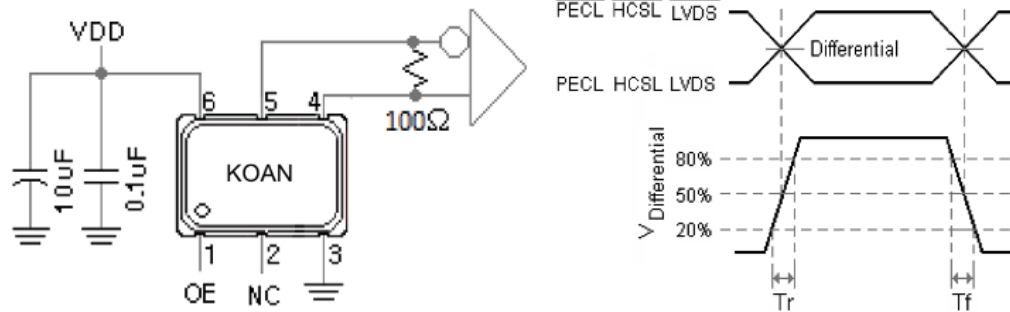 VDD
6
5
4
100Ω
10uF
0.1uF
KOAN
1
2
3
OE
NC
PECL HCSL LVDS
Differential
PECL HCSL LVDS
V Differential
80%
50%
20%
Tr
Tf